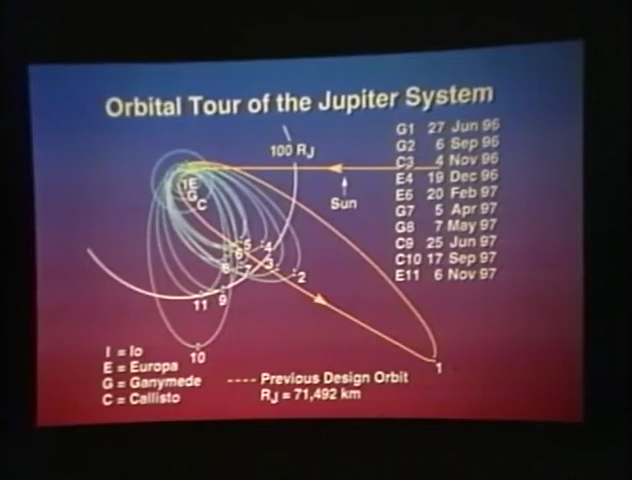 Orbital Tour of the Jupiter System
G1 27 Jun 96
G2 6 Sep 96
C3 4 Nov 96
E4 19 Dec 96
E6 20 Feb 97
G7 5 Apr 97
G8 7 May 97
C9 25 Jun 97
C10 17 Sep 97
E11 6 Nov 97
100 RJ
Sun
I E
G
C
5
4
6
3
8
7
2
11
9
10
1
I = Io
E = Europa
G = Ganymede
C = Callisto
---- Previous Design Orbit
RJ = 71,492 km